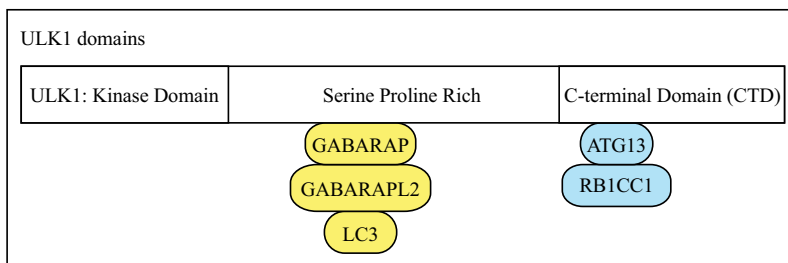 ULK1 domains
ULK1: Kinase Domain
Serine Proline Rich
C-terminal Domain (CTD)
GABARAP
GABARAPL2
LC3
ATG13
RB1CC1